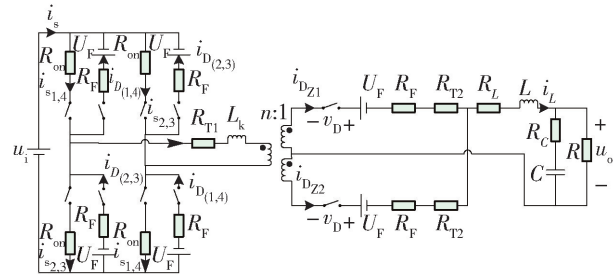 i_s
R_on U_F R_on U_F i_D(2,3)
i_s1,4 R_F i_D(1,4) i_s2,3 R_F
u_i
R_T1 L_k n:1
i_DZ1 U_F R_F R_T2 R_L L i_L
− v_D +
R_C R + u_o −
C
i_D(2,3) i_D(1,4)
i_DZ2
− v_D + U_F R_F R_T2
R_on R_F R_on R_F
i_s2,3 U_F i_s1,4 U_F